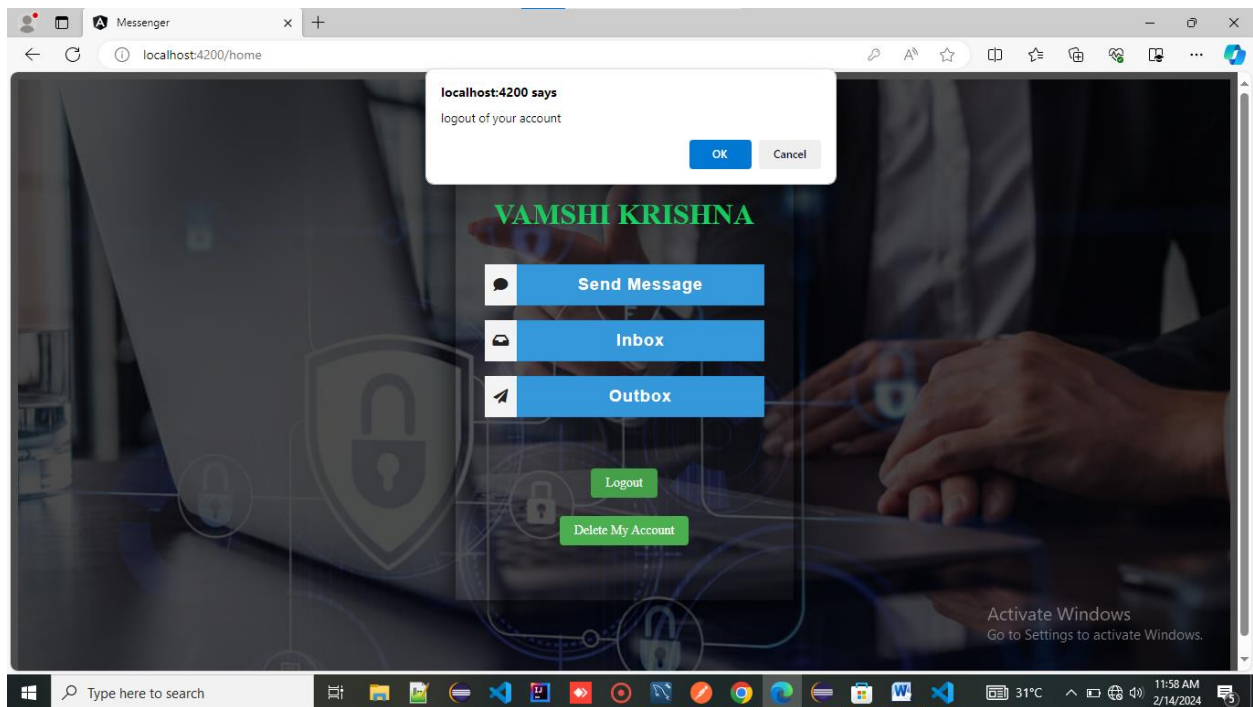 Messenger
localhost:4200/home
localhost:4200 says
logout of your account
OK Cancel
VAMSHI KRISHNA
Send Message
Inbox
Outbox
Logout
Delete My Account
Activate Windows
Go to Settings to activate Windows.
Type here to search
31°C
11:58 AM
2/14/2024